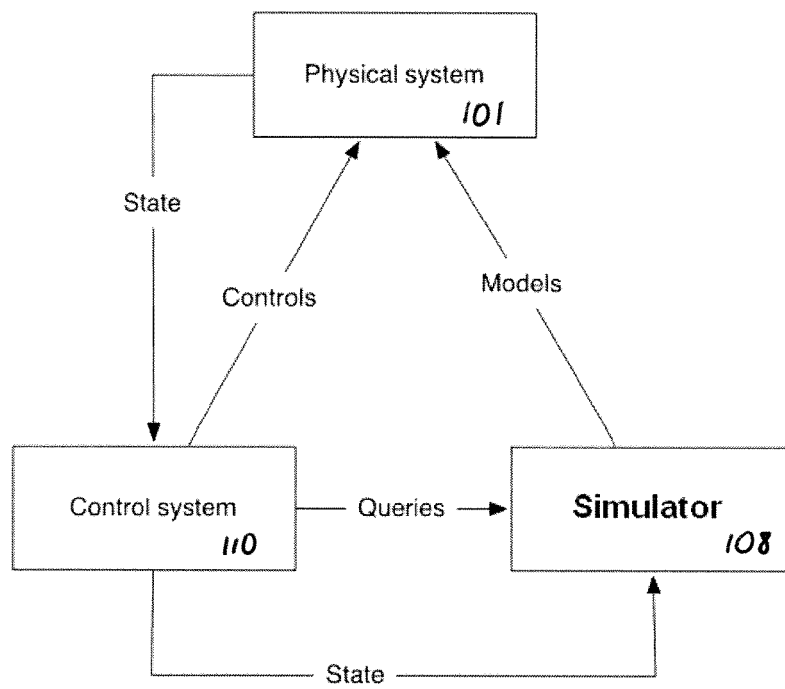 Physical system
101
State
Controls
Models
Control system
110
Queries
Simulator
108
State